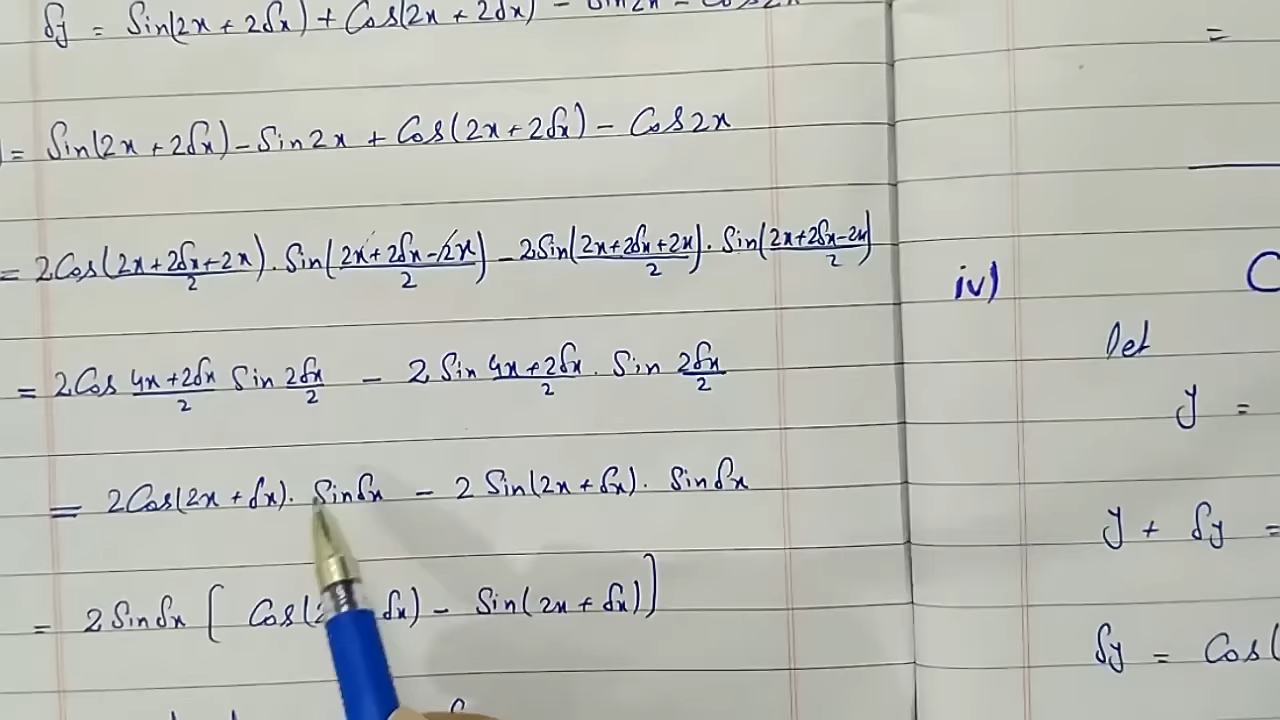 δy = Sin(2x + 2δx) + Cos(2x + 2δx) - Sin2x - Cos2x
= Sin(2x + 2δx) - Sin2x + Cos(2x + 2δx) - Cos2x
= 2Cos(2x+2δx+2x)/2 . Sin(2x+2δx-2x)/2 - 2Sin(2x+2δx+2x)/2 . Sin(2x+2δx-2x)/2
= 2Cos 4x+2δx/2 Sin 2δx/2 - 2 Sin 4x+2δx/2 . Sin 2δx/2
= 2Cos(2x + δx) . Sinδx - 2 Sin(2x + δx) . Sinδx
= 2Sinδx [ Cos(2 δx) - Sin(2x + δx) ]
=
iv) C
Let
y =
y + δy =
δy = Cos(